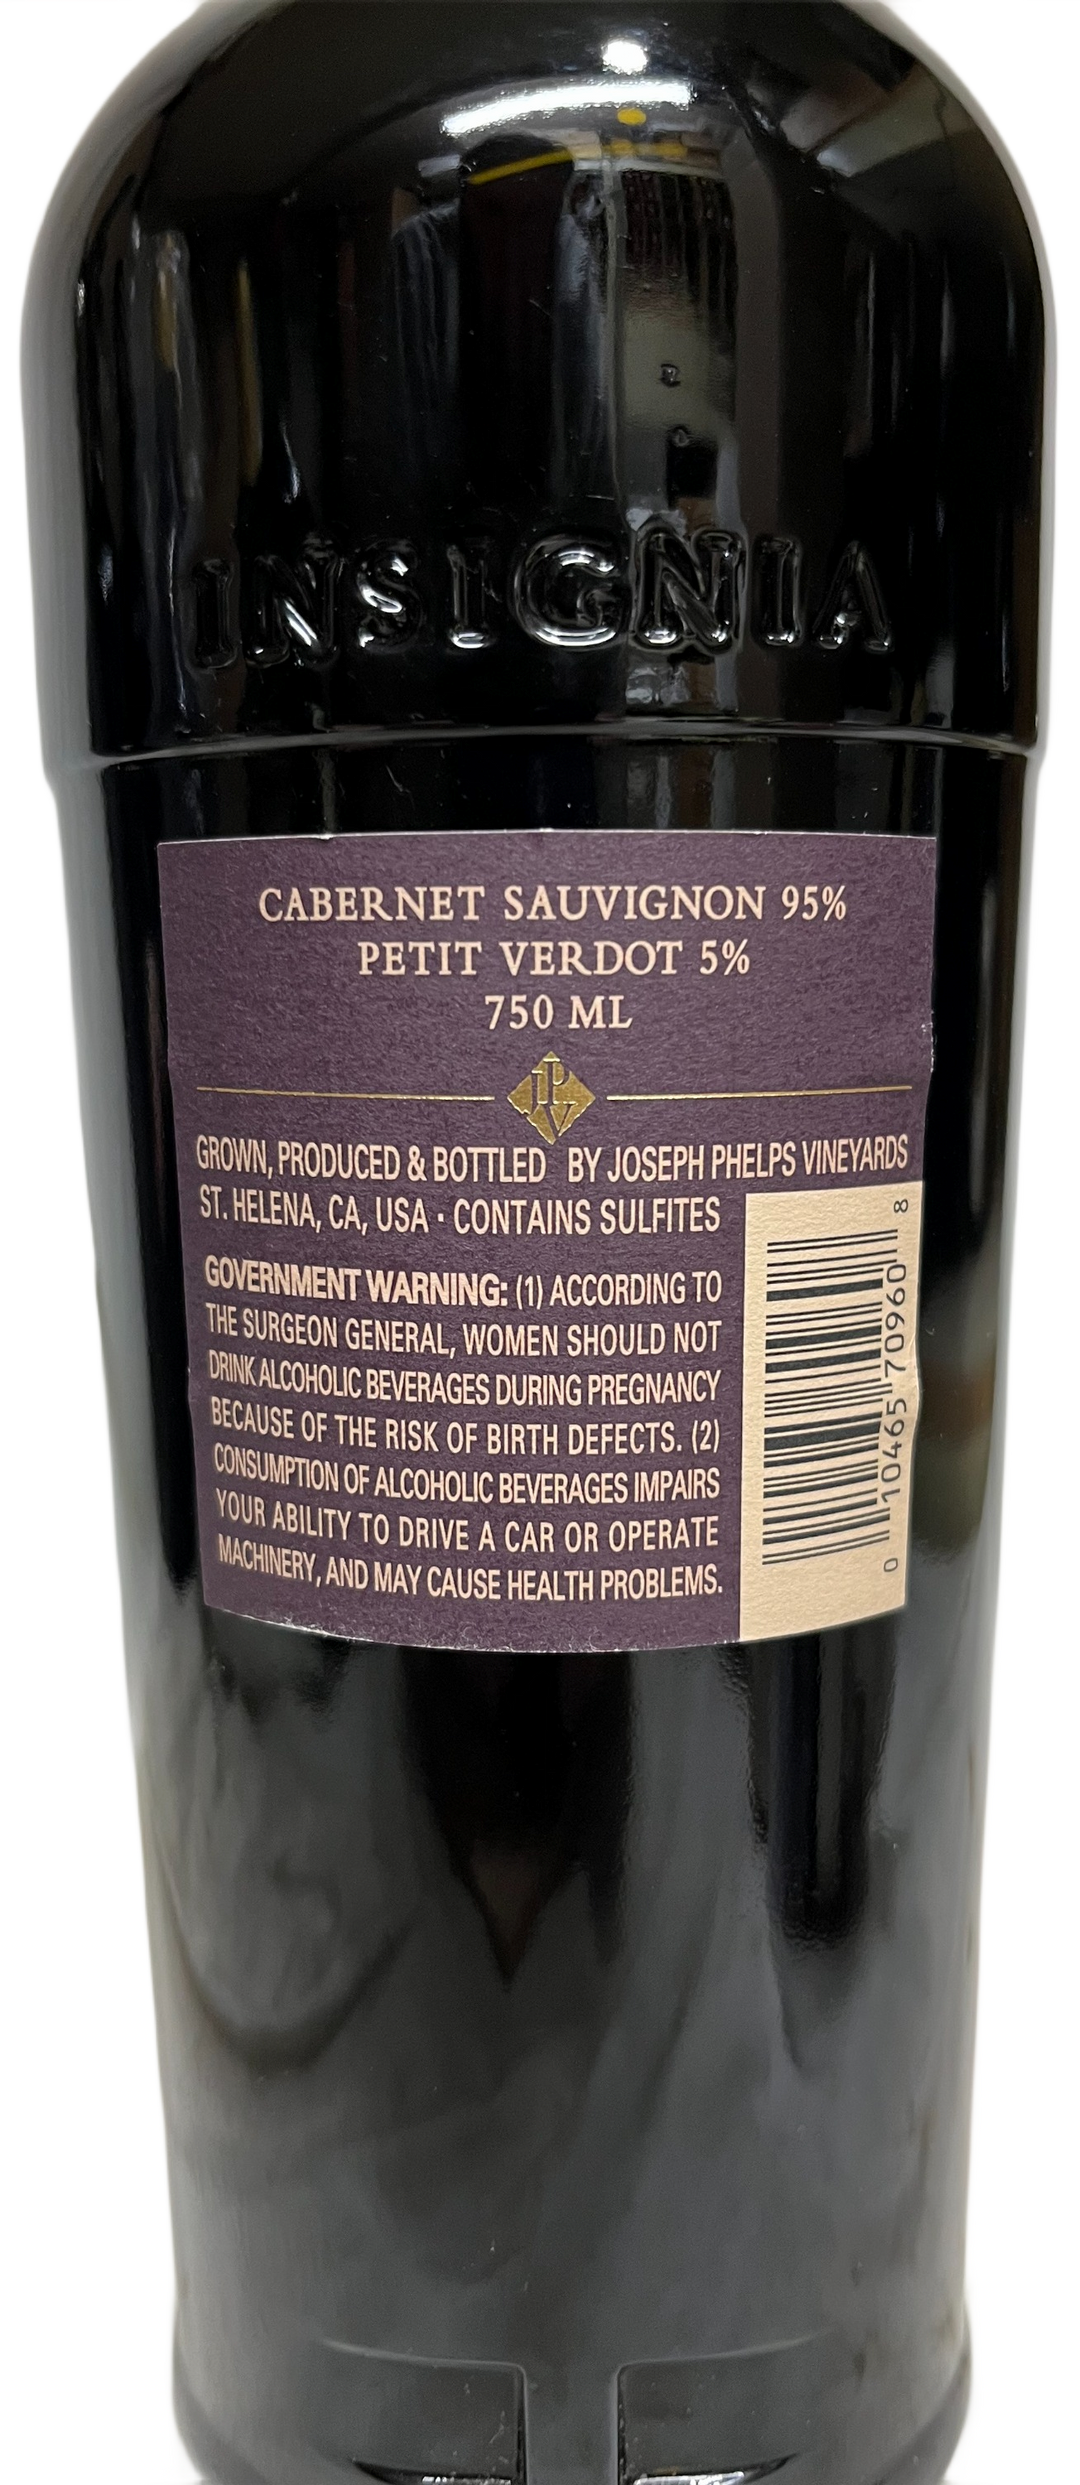 INSIGNIA
CABERNET SAUVIGNON 95%
PETIT VERDOT 5%
750 ML
JPV
GROWN, PRODUCED & BOTTLED BY JOSEPH PHELPS VINEYARDS
ST. HELENA, CA, USA · CONTAINS SULFITES
GOVERNMENT WARNING: (1) ACCORDING TO
THE SURGEON GENERAL, WOMEN SHOULD NOT
DRINK ALCOHOLIC BEVERAGES DURING PREGNANCY
BECAUSE OF THE RISK OF BIRTH DEFECTS. (2)
CONSUMPTION OF ALCOHOLIC BEVERAGES IMPAIRS
YOUR ABILITY TO DRIVE A CAR OR OPERATE
MACHINERY, AND MAY CAUSE HEALTH PROBLEMS.
0 10465 70960 8